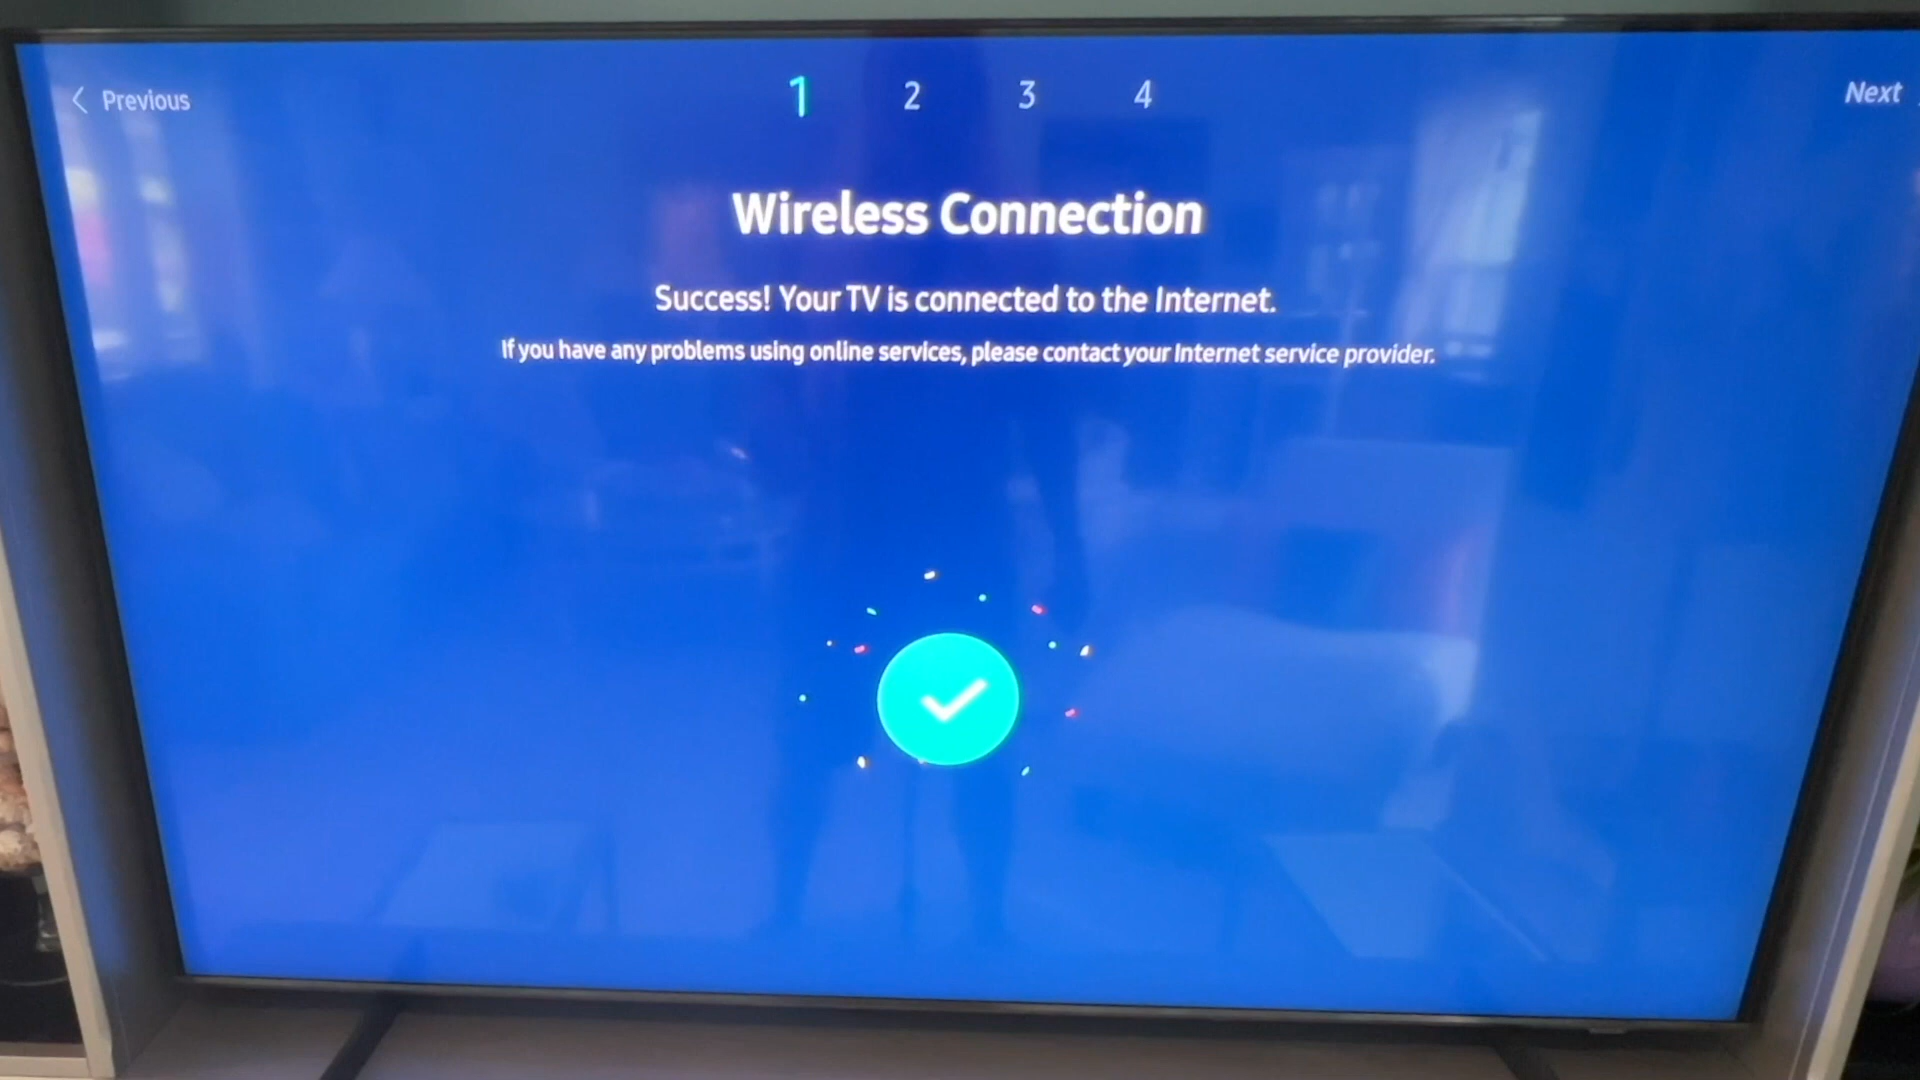 Previous
1 2 3 4
Next
Wireless Connection
Success! Your TV is connected to the Internet.
If you have any problems using online services, please contact your Internet service provider.